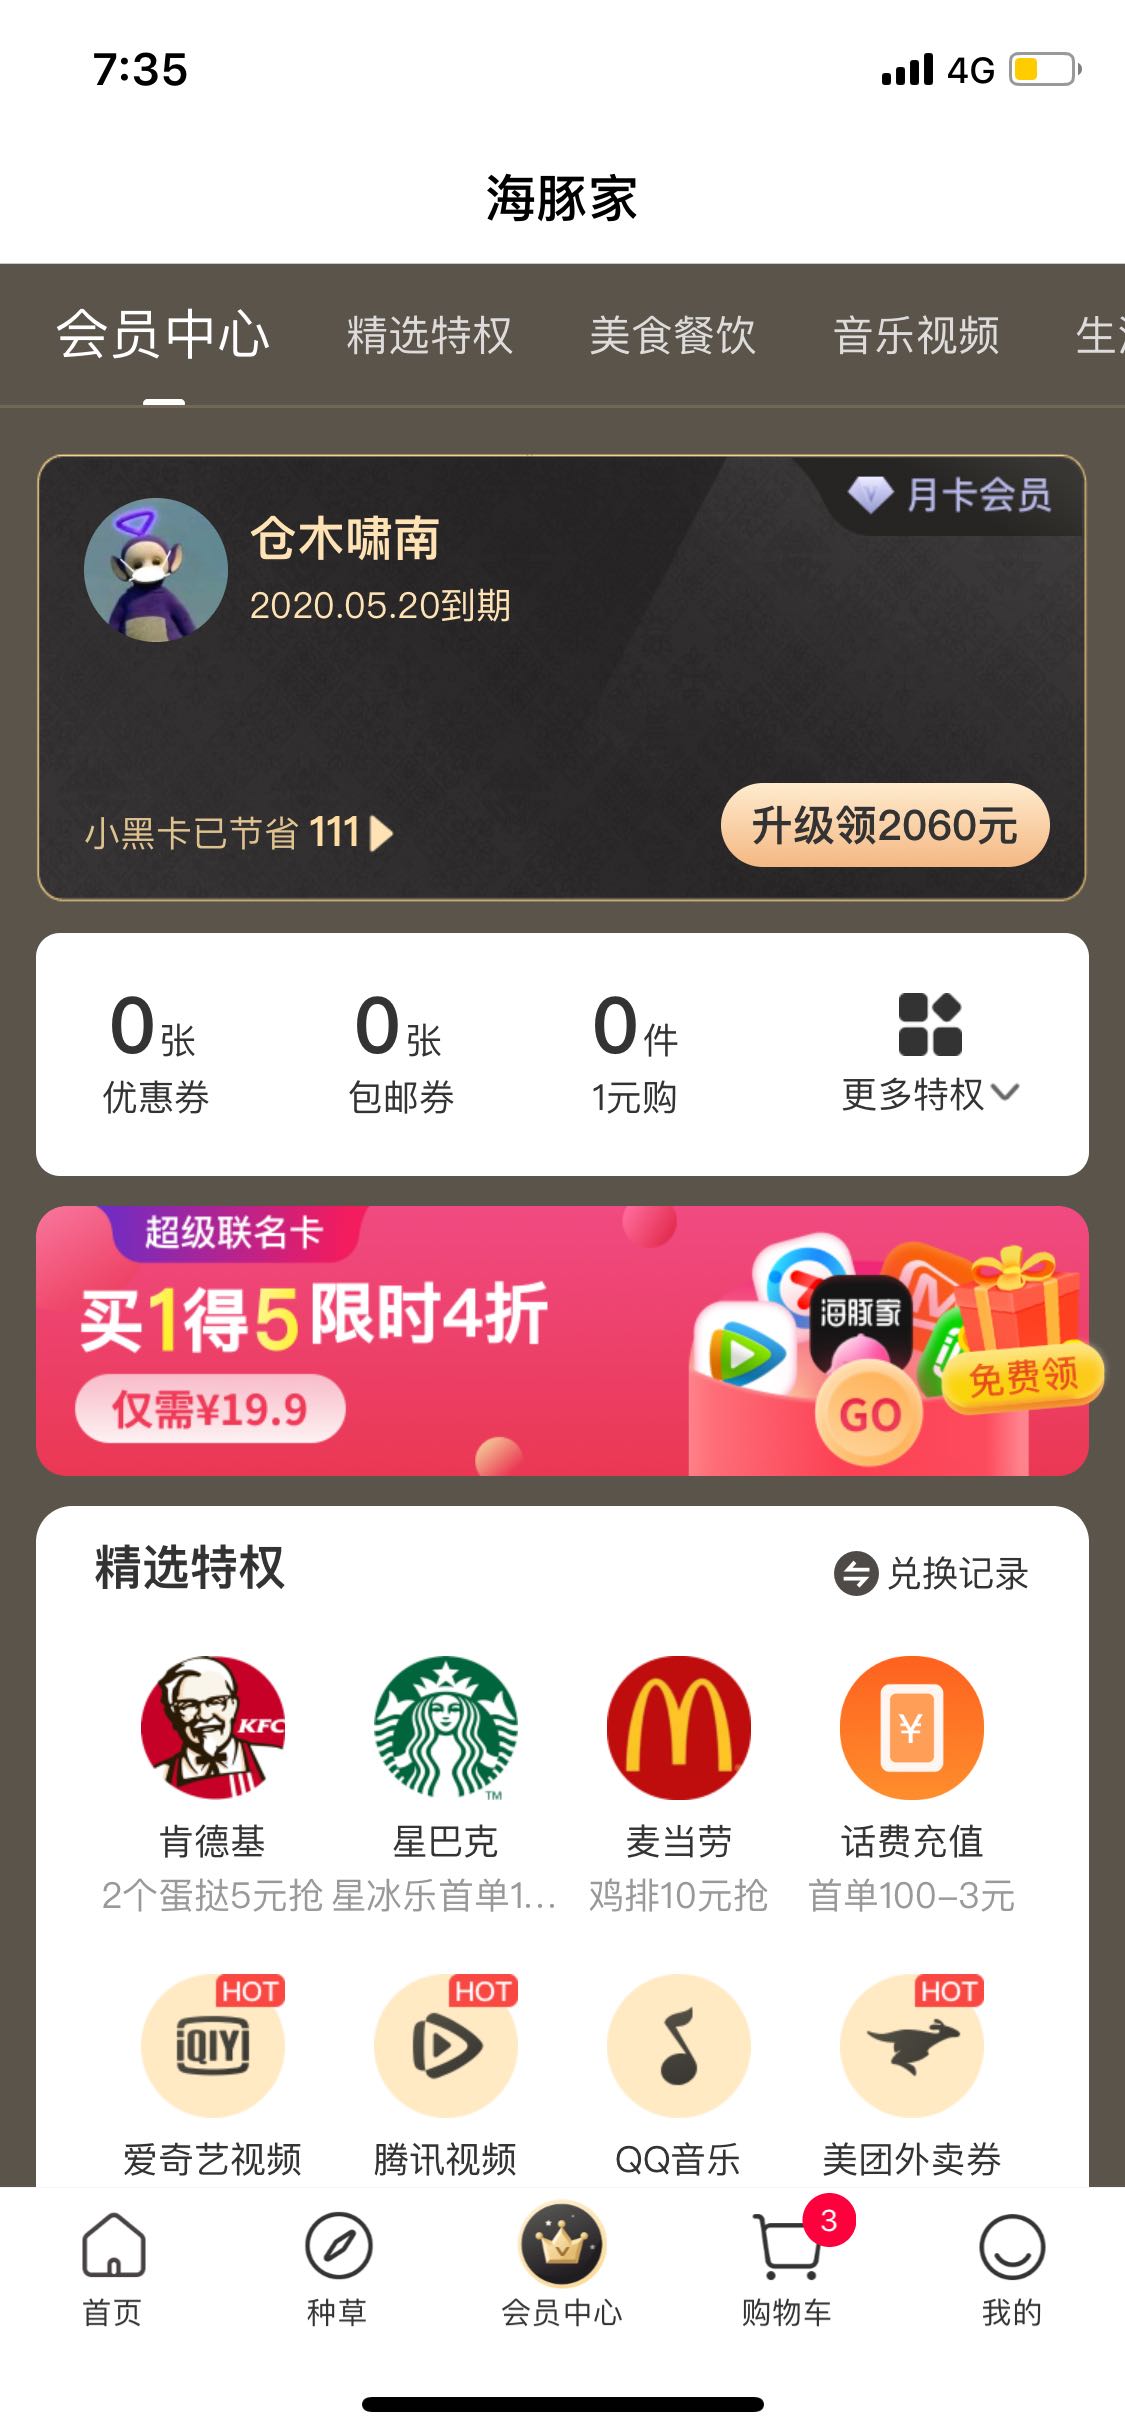 7:35 4G
海豚家
会员中心 精选特权 美食餐饮 音乐视频
月卡会员
仓木啸南
2020.05.20到期
小黑卡已节省 111
升级领2060元
0张 0张 0件
优惠券 包邮券 1元购 更多特权
超级联名卡
买1得5限时4折
仅需¥19.9
海豚家
GO
免费领
精选特权 兑换记录
KFC
TM
¥
肯德基 星巴克 麦当劳 话费充值
2个蛋挞5元抢 星冰乐首单1... 鸡排10元抢 首单100-3元
HOT HOT HOT
iQIYI
爱奇艺视频 腾讯视频 QQ音乐 美团外卖券
3
首页 种草 会员中心 购物车 我的